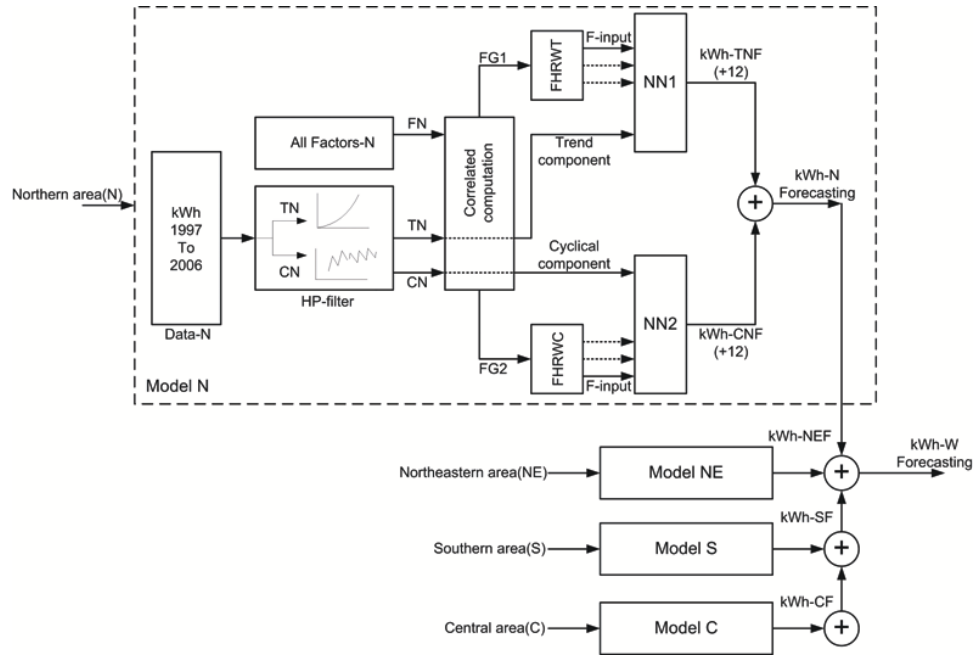 F-input
kWh-TNF
(+12)
FG1
FHRWT
NN1
FN
All Factors-N
Trend
component
Correlated
computation
kWh-N
Forecasting
Northern area(N)
kWh
1997
To
2006
TN
TN
+
Cyclical
component
CN
CN
HP-filter
NN2
Data-N
kWh-CNF
(+12)
FHRWC
FG2
F-input
Model N
kWh-NEF
kWh-W
Forecasting
Northeastern area(NE)
Model NE
+
kWh-SF
Southern area(S)
Model S
+
kWh-CF
Central area(C)
Model C
+